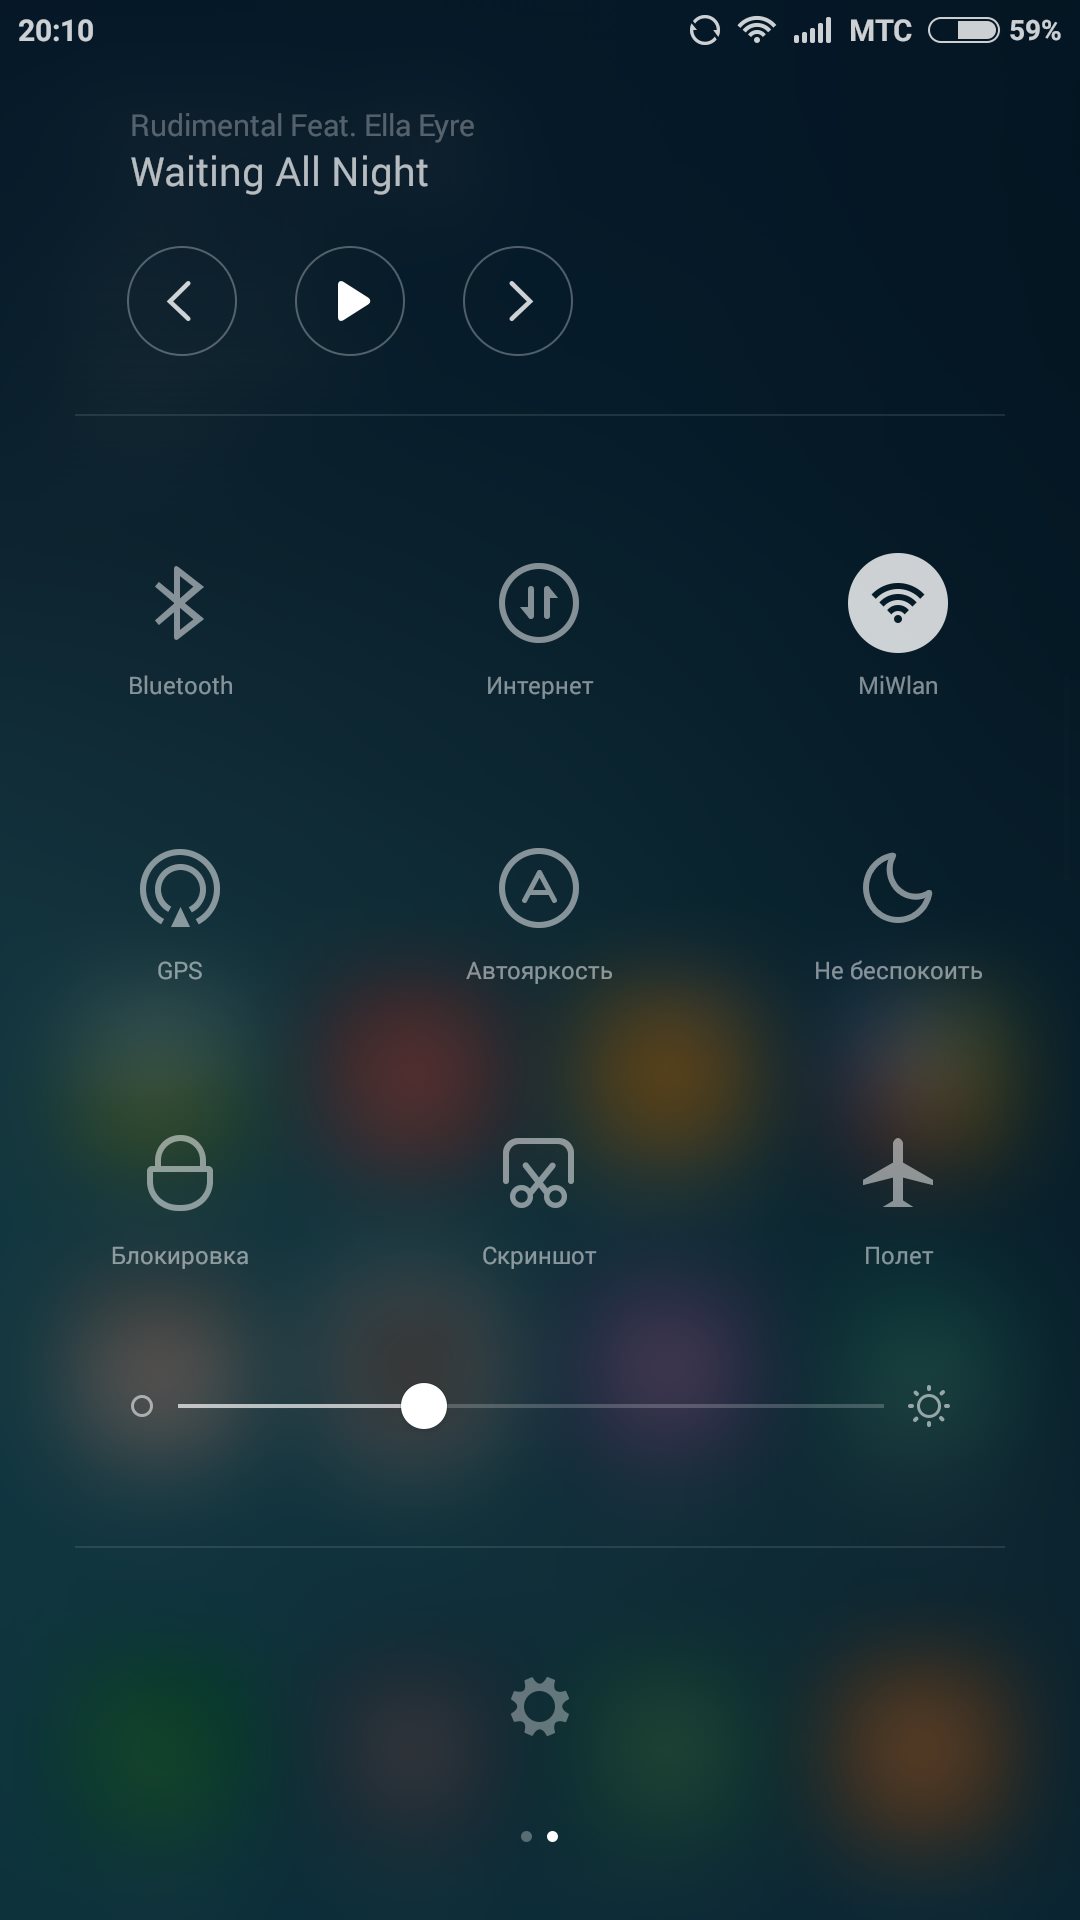 20:10 МТС 59%
Rudimental Feat. Ella Eyre
Waiting All Night
Bluetooth Интернет MiWlan
GPS Автояркость Не беспокоить
Блокировка Скриншот Полет